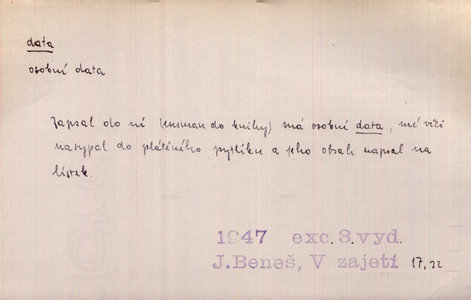 data
osobní data
Zapsal do ní (ensman do knihy) má osobní data, mé věci
nasypal do plátěného pytlíku a jeho obsah napsal na
lístek.
1947 exc. 3. vyd.
J. Beneš, V zajetí 17,22